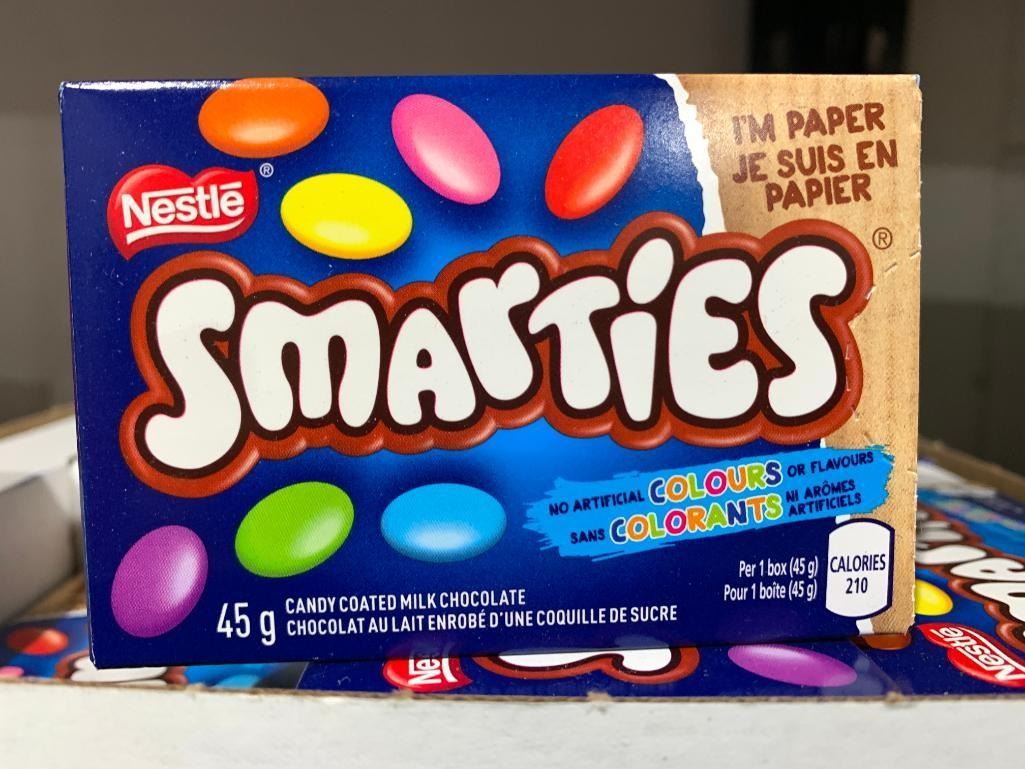 I'M PAPER
JE SUIS EN
PAPIER
Nestlé ®
SMARTIES ®
NO ARTIFICIAL COLOURS OR FLAVOURS
SANS COLORANTS NI ARÔMES
ARTIFICIELS
Per 1 box (45 g)
Pour 1 boîte (45 g)
CALORIES
210
45 g
CANDY COATED MILK CHOCOLATE
CHOCOLAT AU LAIT ENROBÉ D'UNE COQUILLE DE SUCRE
Nestlé